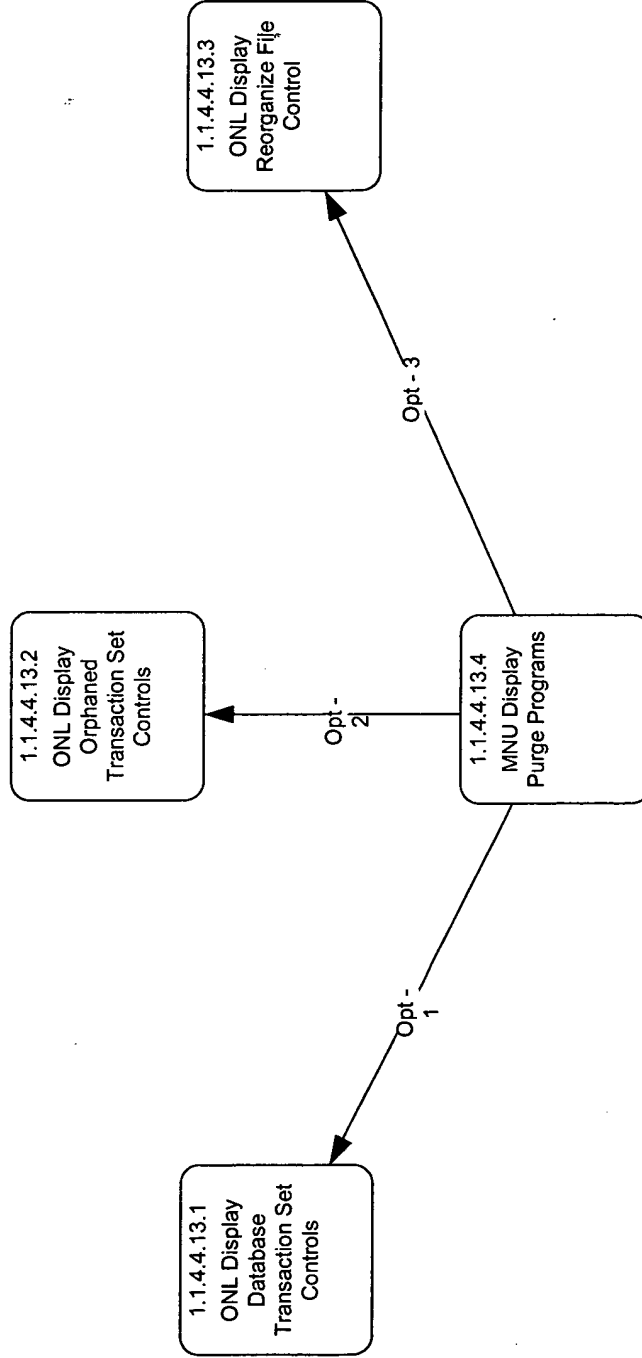 1.1.4.4.13.1
ONL Display
Database
Transaction Set
Controls
1.1.4.4.13.2
ONL Display
Orphaned
Transaction Set
Controls
1.1.4.4.13.3
ONL Display
Reorganize File
Control
Opt -
1
Opt -
2
Opt - 3
1.1.4.4.13.4
MNU Display
Purge Programs